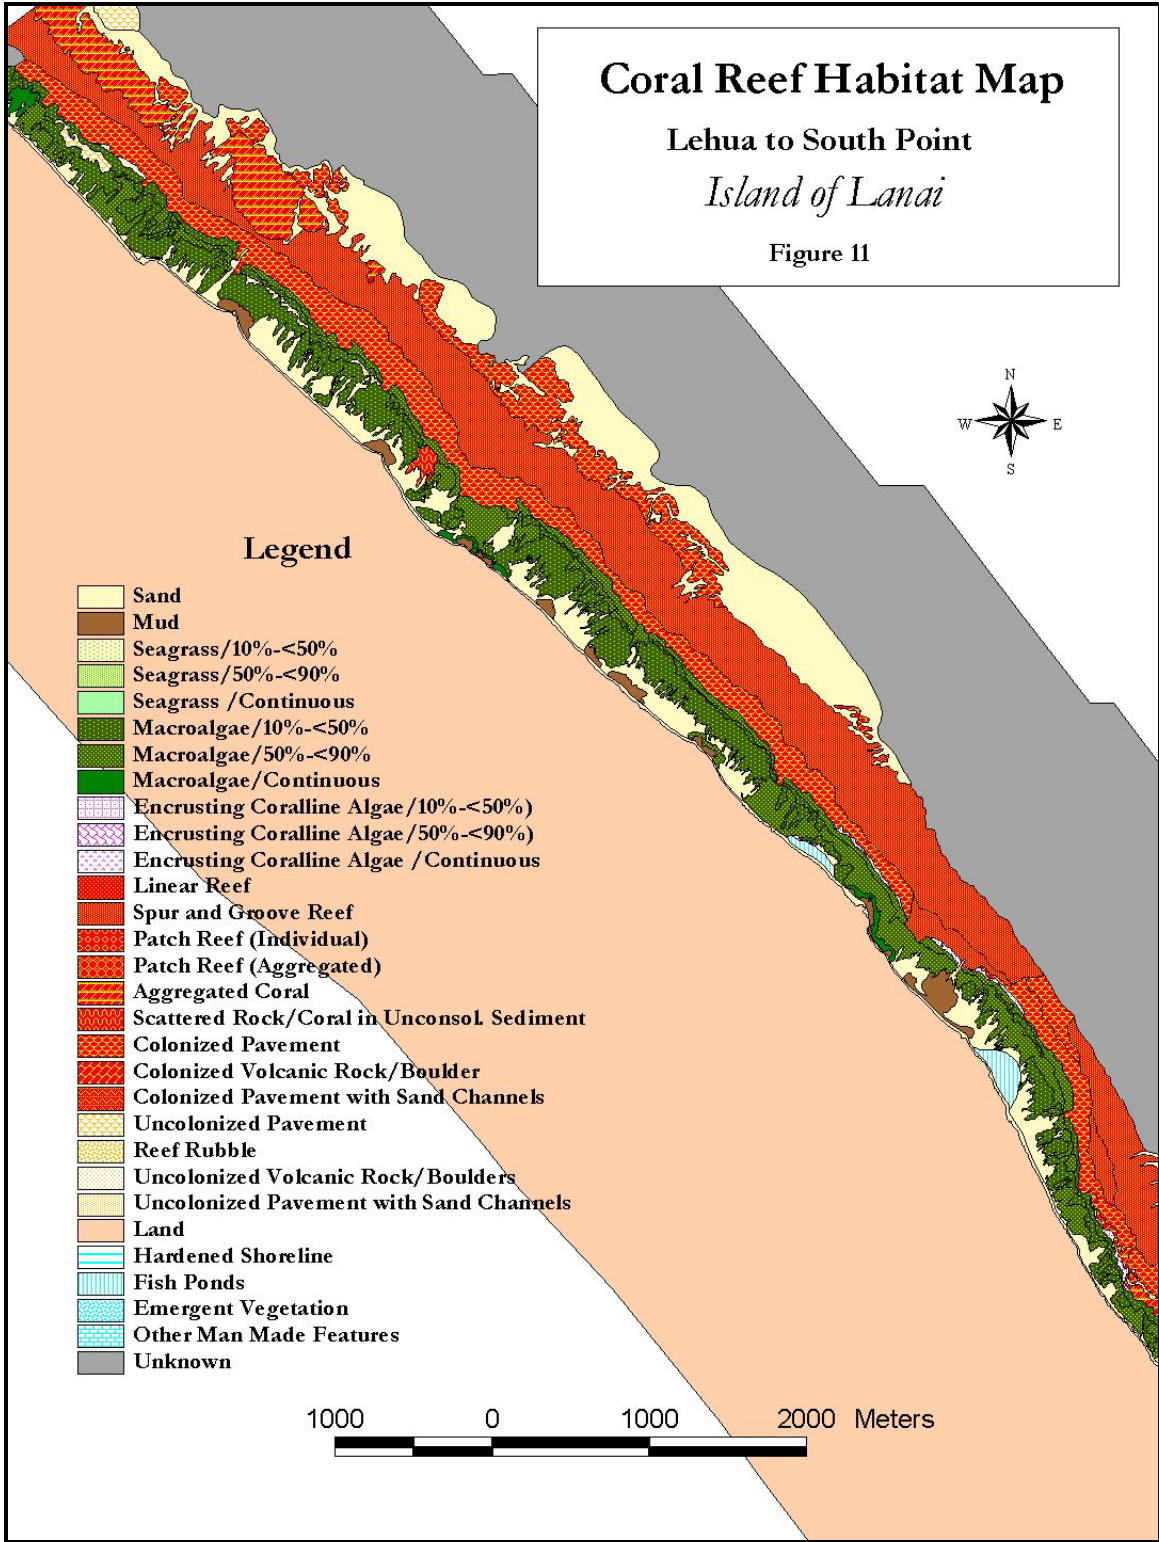 Coral Reef Habitat Map
Lehua to South Point
Island of Lanai
Figure 11
N
W
E
S
Legend
Sand
Mud
Seagrass/10%-<50%
Seagrass/50%-<90%
Seagrass /Continuous
Macroalgae/10%-<50%
Macroalgae/50%-<90%
Macroalgae/Continuous
Encrusting Coralline Algae/10%-<50%)
Encrusting Coralline Algae/50%-<90%)
Encrusting Coralline Algae /Continuous
Linear Reef
Spur and Groove Reef
Patch Reef (Individual)
Patch Reef (Aggregated)
Aggregated Coral
Scattered Rock/Coral in Unconsol. Sediment
Colonized Pavement
Colonized Volcanic Rock/Boulder
Colonized Pavement with Sand Channels
Uncolonized Pavement
Reef Rubble
Uncolonized Volcanic Rock/Boulders
Uncolonized Pavement with Sand Channels
Land
Hardened Shoreline
Fish Ponds
Emergent Vegetation
Other Man Made Features
Unknown
1000 0 1000 2000 Meters